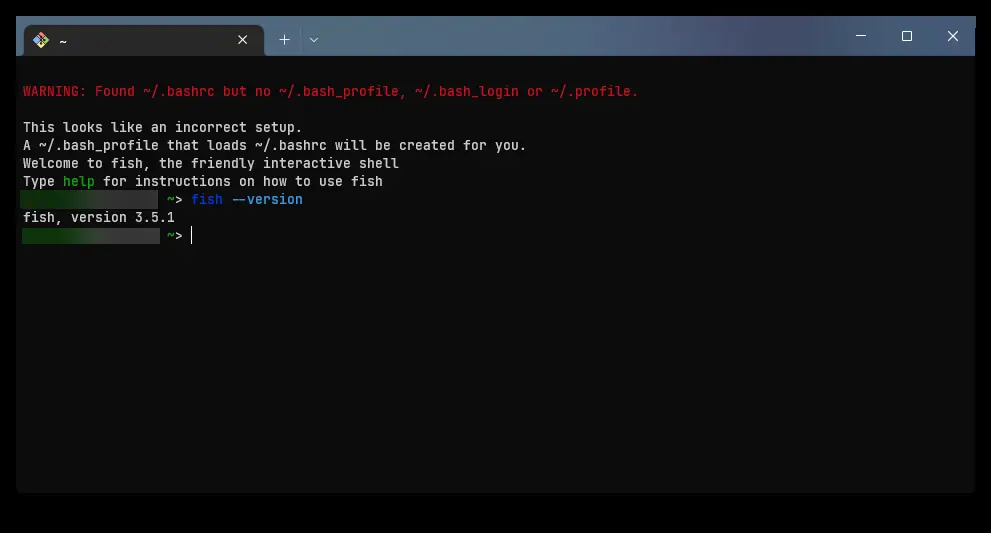 ~
WARNING: Found ~/.bashrc but no ~/.bash_profile, ~/.bash_login or ~/.profile.
This looks like an incorrect setup.
A ~/.bash_profile that loads ~/.bashrc will be created for you.
Welcome to fish, the friendly interactive shell
Type help for instructions on how to use fish
~> fish --version
fish, version 3.5.1
~>